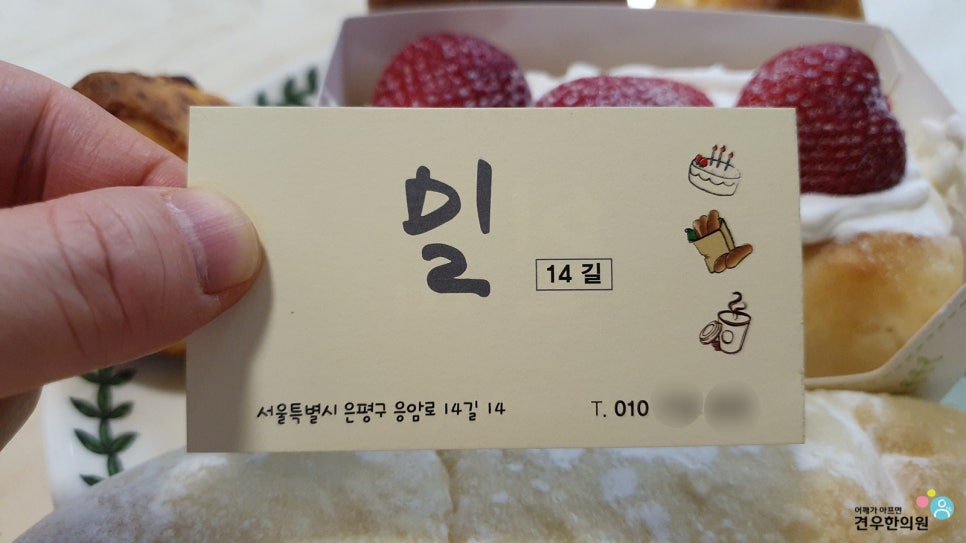 밀
14 길
서울특별시 은평구 응암로 14길 14
T. 010
어깨가 아프면
견우한의원